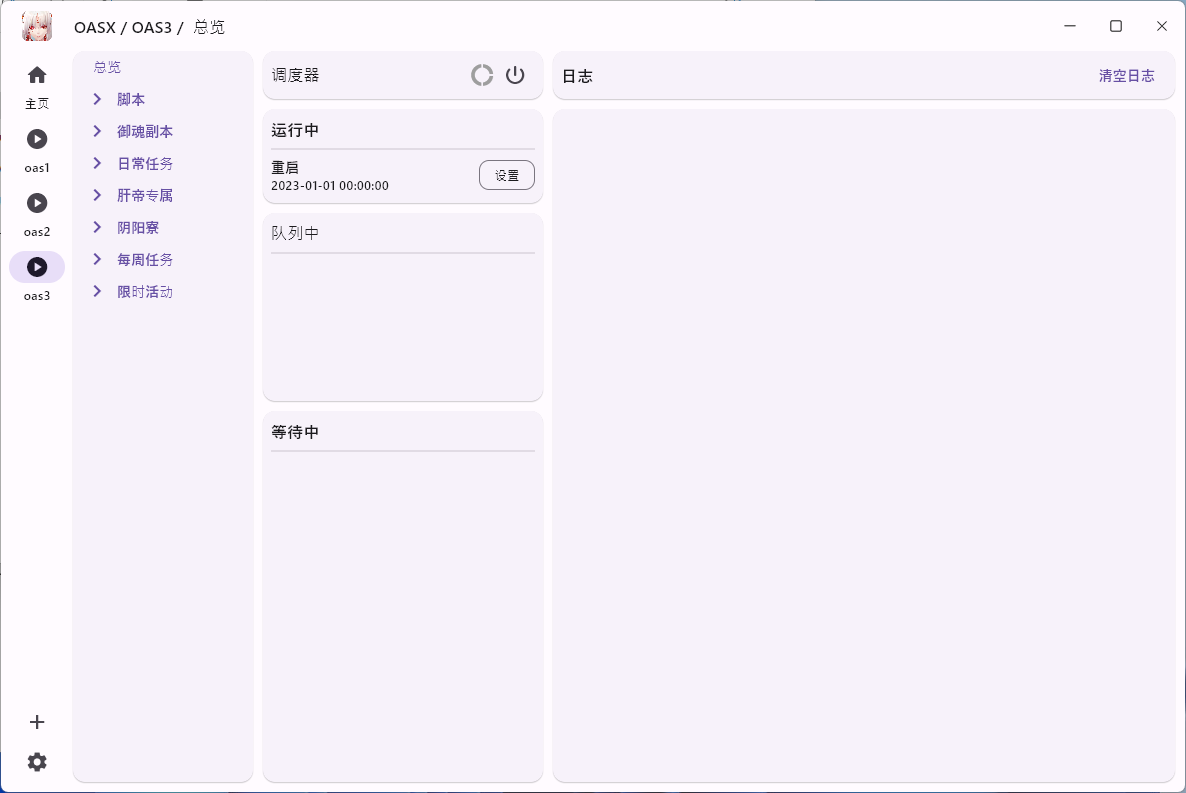 OASX / OAS3 / 总览
主页
oas1
oas2
oas3
总览
脚本
御魂副本
日常任务
肝帝专属
阴阳寮
每周任务
限时活动
调度器
运行中
重启
2023-01-01 00:00:00
设置
队列中
等待中
日志
清空日志